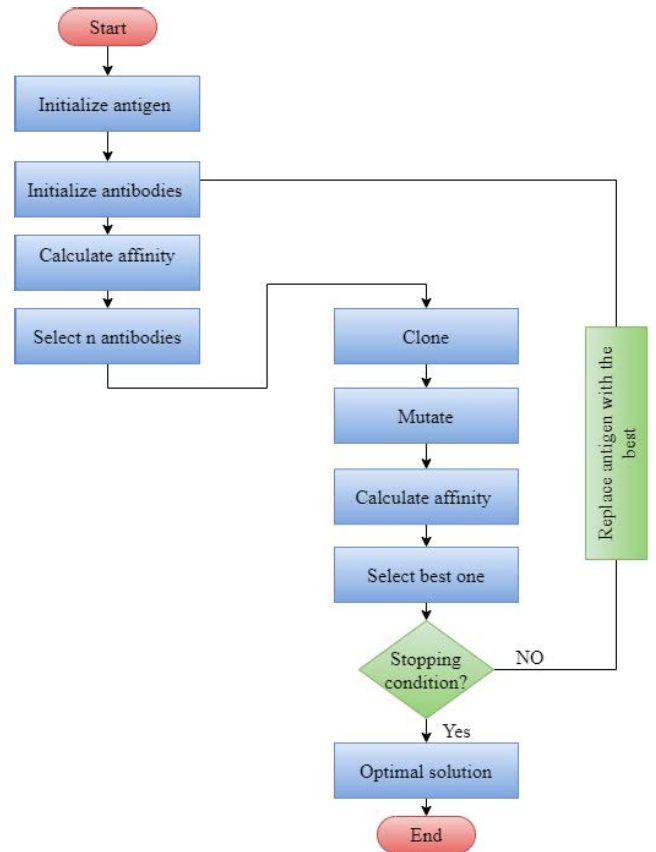 Start
Initialize antigen
Initialize antibodies
Calculate affinity
Select n antibodies
Clone
Mutate
Calculate affinity
Select best one
Stopping
condition?
NO
Replace antigen with the
best
Yes
Optimal solution
End